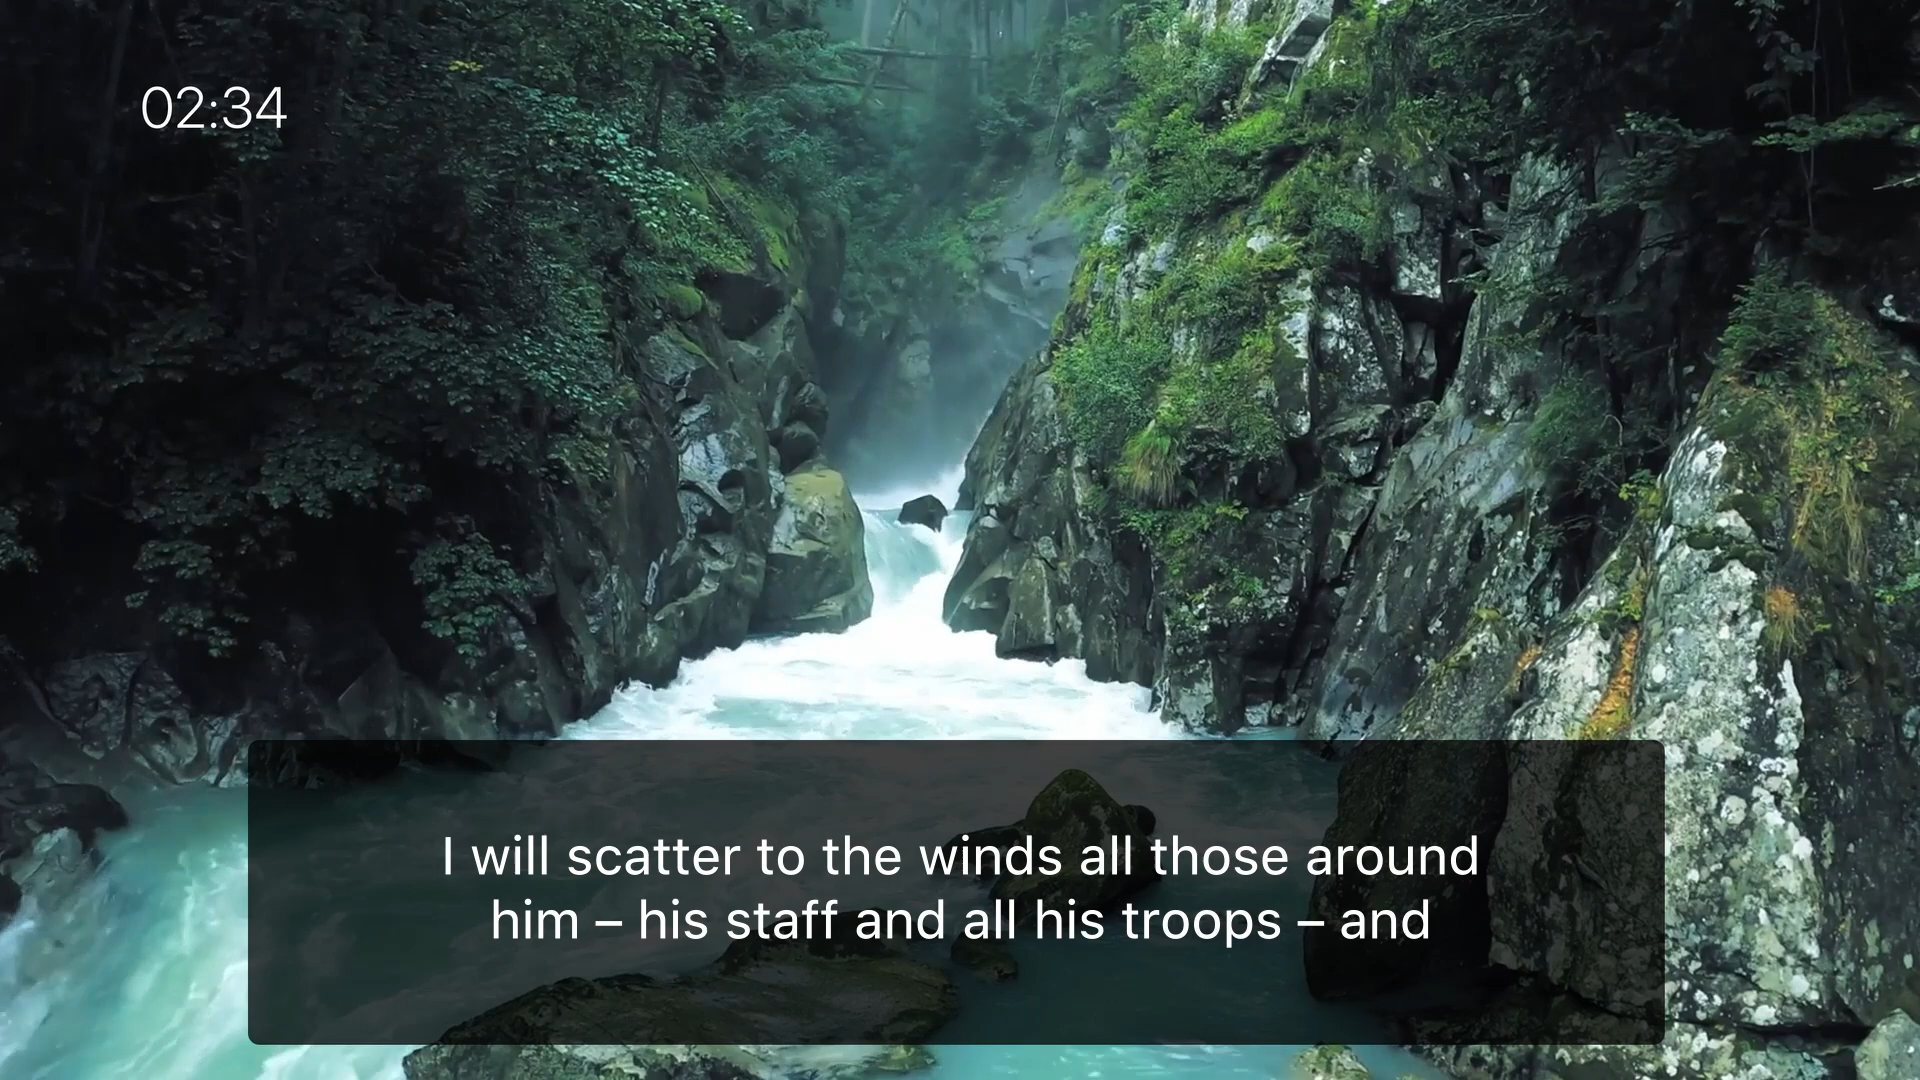 02:34
I will scatter to the winds all those around
him – his staff and all his troops – and